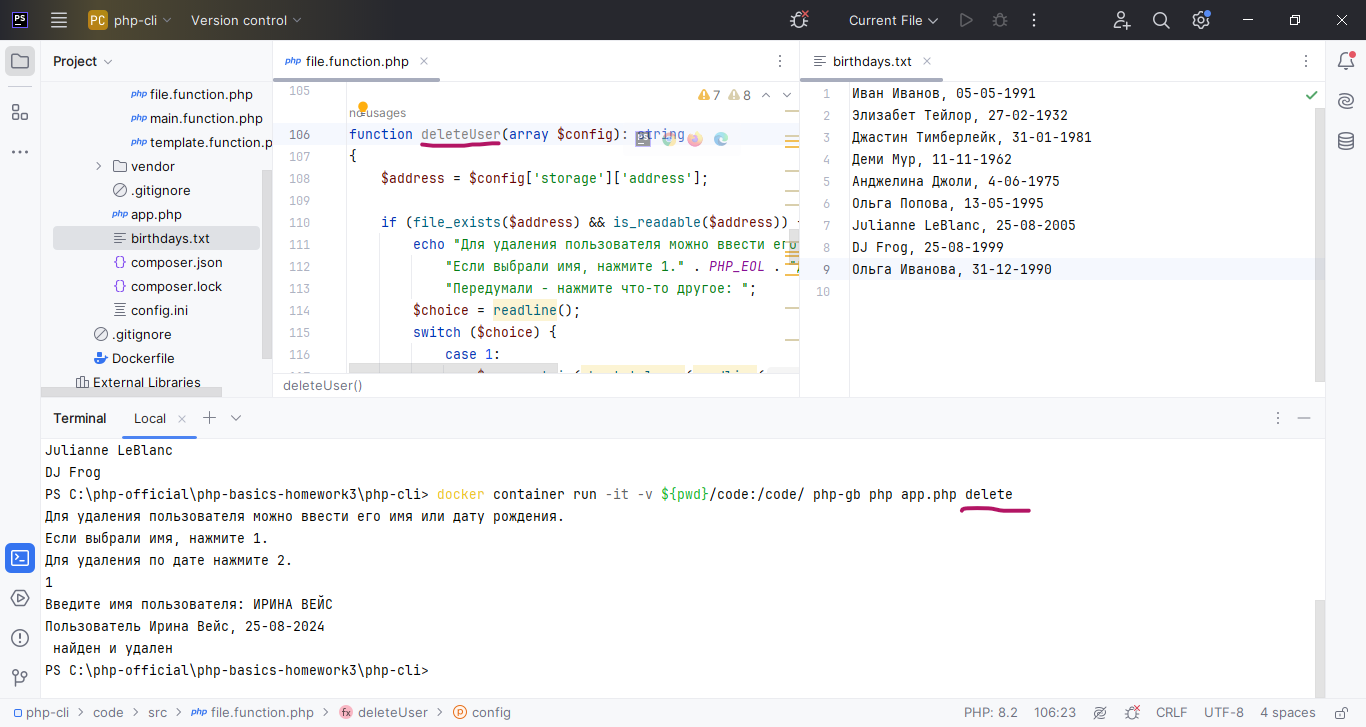 PS
PC php-cli
Version control
Current File
Project
file.function.php
main.function.php
template.function.p
vendor
.gitignore
app.php
birthdays.txt
composer.json
composer.lock
config.ini
.gitignore
Dockerfile
External Libraries
php file.function.php
7 8
105
no usages
106 function deleteUser(array $config): string
107 {
108 $address = $config['storage']['address'];
109
110 if (file_exists($address) && is_readable($address))
111 echo "Для удаления пользователя можно ввести его
112 "Если выбрали имя, нажмите 1." . PHP_EOL .
113 "Передумали - нажмите что-то другое: ";
114 $choice = readline();
115 switch ($choice) {
116 case 1:
deleteUser()
birthdays.txt
1 Иван Иванов, 05-05-1991
2 Элизабет Тейлор, 27-02-1932
3 Джастин Тимберлейк, 31-01-1981
4 Деми Мур, 11-11-1962
5 Анджелина Джоли, 4-06-1975
6 Ольга Попова, 13-05-1995
7 Julianne LeBlanc, 25-08-2005
8 DJ Frog, 25-08-1999
9 Ольга Иванова, 31-12-1990
10
Terminal Local
Julianne LeBlanc
DJ Frog
PS C:\php-official\php-basics-homework3\php-cli> docker container run -it -v ${pwd}/code:/code/ php-gb php app.php delete
Для удаления пользователя можно ввести его имя или дату рождения.
Если выбрали имя, нажмите 1.
Для удаления по дате нажмите 2.
1
Введите имя пользователя: ИРИНА ВЕЙС
Пользователь Ирина Вейс, 25-08-2024
найден и удален
PS C:\php-official\php-basics-homework3\php-cli>
php-cli > code > src > php file.function.php > fx deleteUser > p config
PHP: 8.2 106:23 CRLF UTF-8 4 spaces